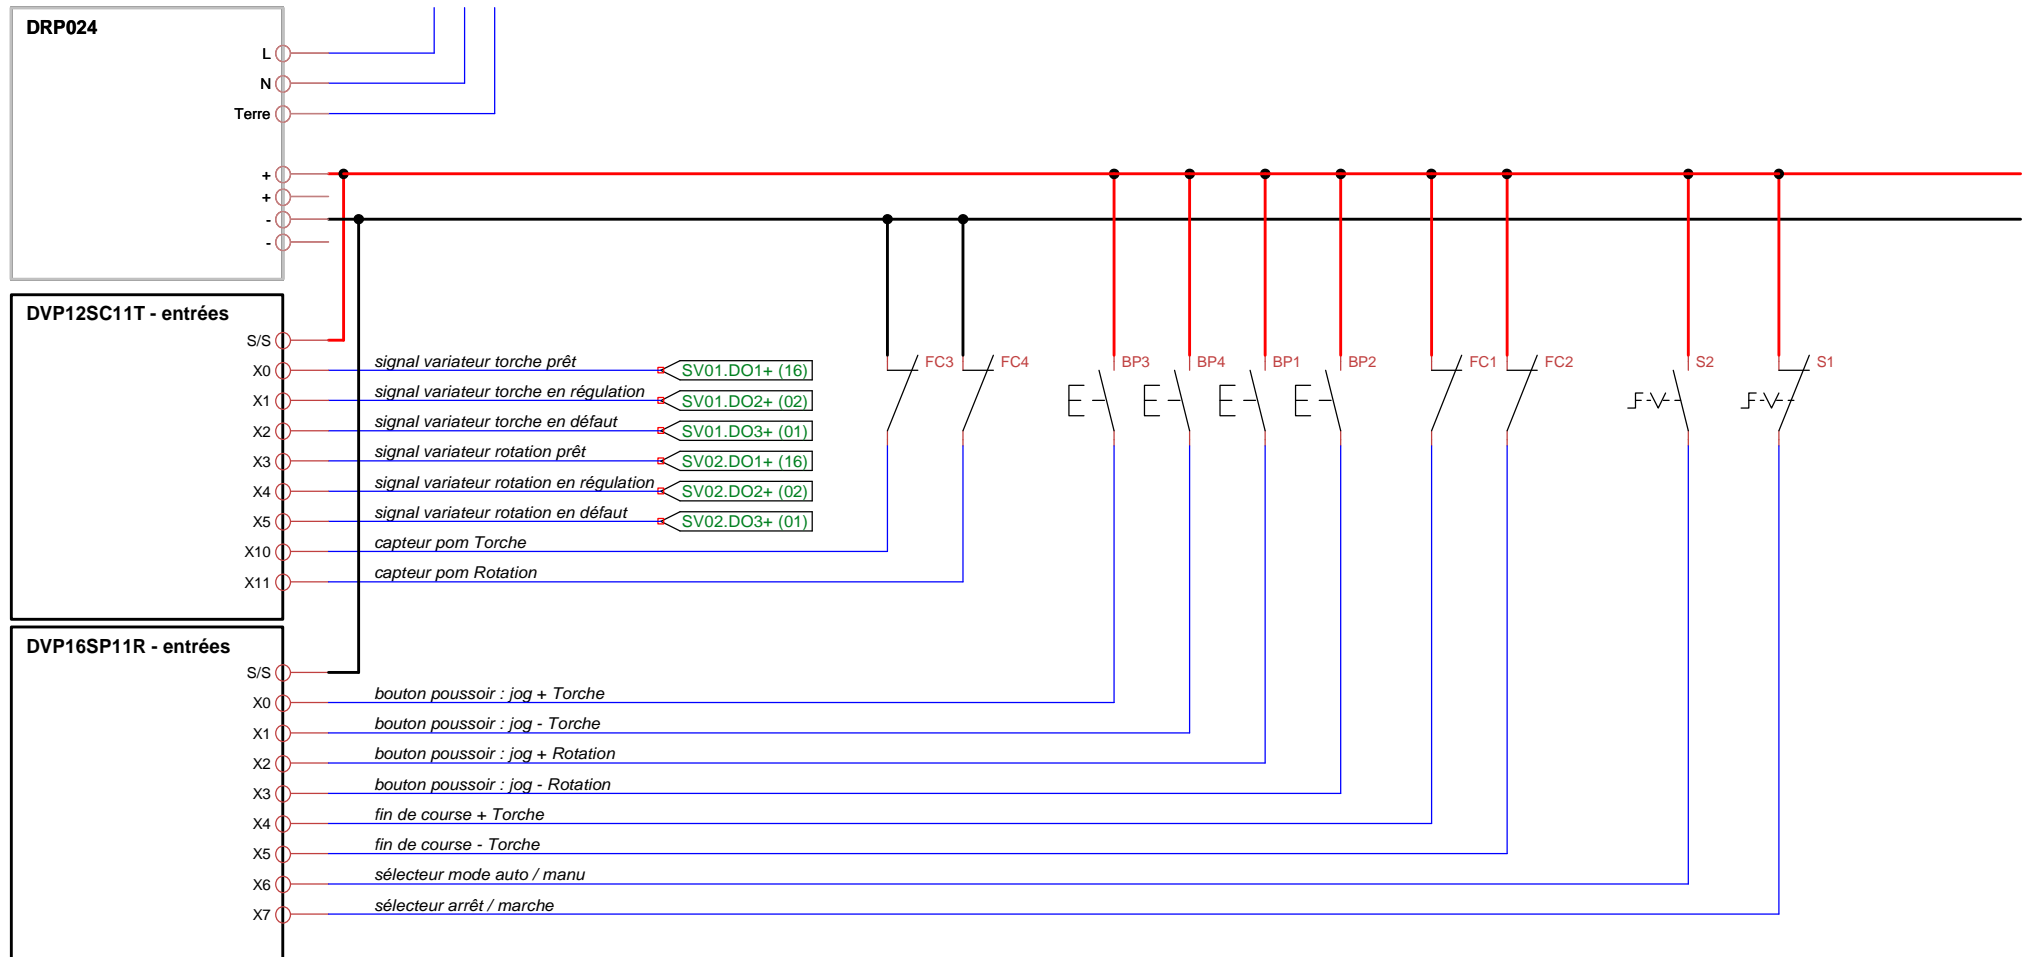 DRP024
L
N
Terre
+
+
-
-
DVP12SC11T - entrées
S/S
X0 signal variateur torche prêt SV01.DO1+ (16)
FC3 FC4 BP3 BP4 BP1 BP2 FC1 FC2 S2 S1
X1 signal variateur torche en régulation SV01.DO2+ (02)
X2 signal variateur torche en défaut SV01.DO3+ (01)
X3 signal variateur rotation prêt SV02.DO1+ (16)
X4 signal variateur rotation en régulation SV02.DO2+ (02)
X5 signal variateur rotation en défaut SV02.DO3+ (01)
X10 capteur pom Torche
X11 capteur pom Rotation
DVP16SP11R - entrées
S/S
X0 bouton poussoir : jog + Torche
X1 bouton poussoir : jog - Torche
X2 bouton poussoir : jog + Rotation
X3 bouton poussoir : jog - Rotation
X4 fin de course + Torche
X5 fin de course - Torche
X6 sélecteur mode auto / manu
X7 sélecteur arrêt / marche